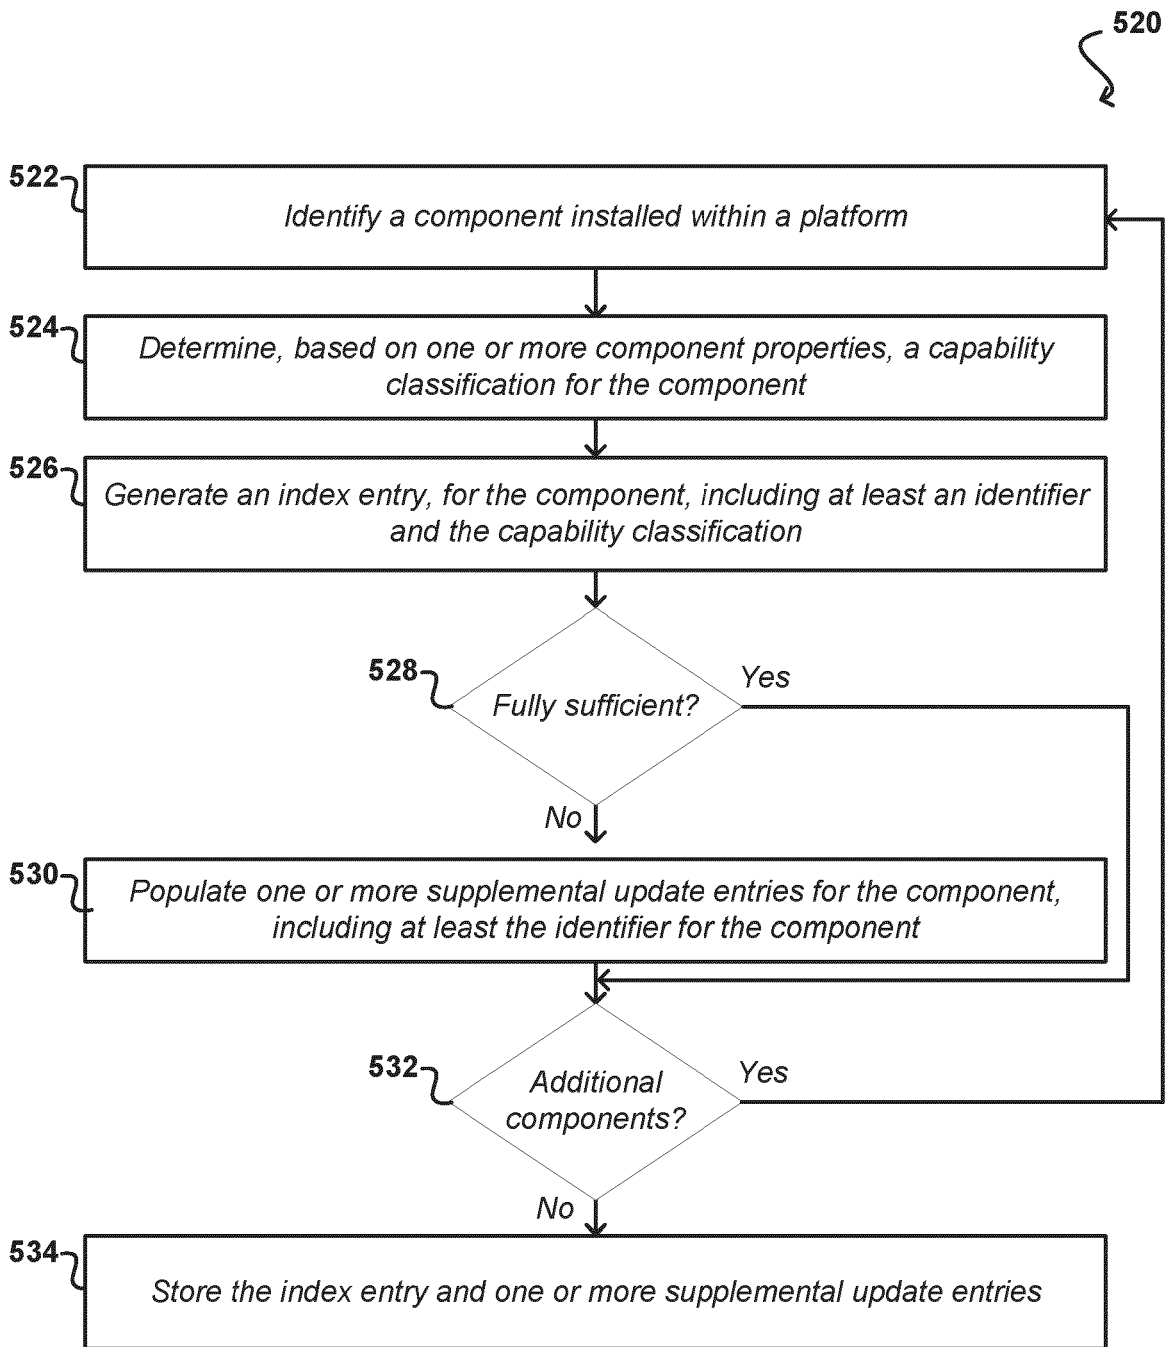 520
522
Identify a component installed within a platform
524
Determine, based on one or more component properties, a capability
classification for the component
526
Generate an index entry, for the component, including at least an identifier
and the capability classification
528
Fully sufficient?
Yes
No
530
Populate one or more supplemental update entries for the component,
including at least the identifier for the component
532
Additional
components?
Yes
No
534
Store the index entry and one or more supplemental update entries